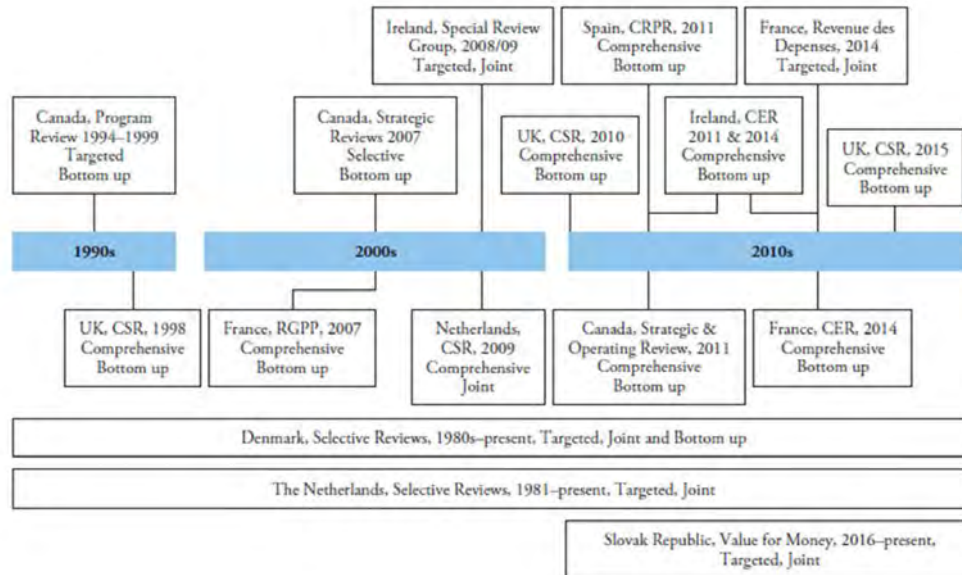 Ireland, Special Review
Group, 2008/09
Targeted, Joint
Spain, CRPR, 2011
Comprehensive
Bottom up
France, Revenue des
Depenses, 2014
Targeted, Joint
Canada, Program
Review 1994–1999
Targeted
Bottom up
Canada, Strategic
Reviews 2007
Selective
Bottom up
UK, CSR, 2010
Comprehensive
Bottom up
Ireland, CER
2011 & 2014
Comprehensive
Bottom up
UK, CSR, 2015
Comprehensive
Bottom up
1990s
2000s
2010s
UK, CSR, 1998
Comprehensive
Bottom up
France, RGPP, 2007
Comprehensive
Bottom up
Netherlands,
CSR, 2009
Comprehensive
Joint
Canada, Strategic &
Operating Review, 2011
Comprehensive
Bottom up
France, CER, 2014
Comprehensive
Bottom up
Denmark, Selective Reviews, 1980s–present, Targeted, Joint and Bottom up
The Netherlands, Selective Reviews, 1981–present, Targeted, Joint
Slovak Republic, Value for Money, 2016–present,
Targeted, Joint